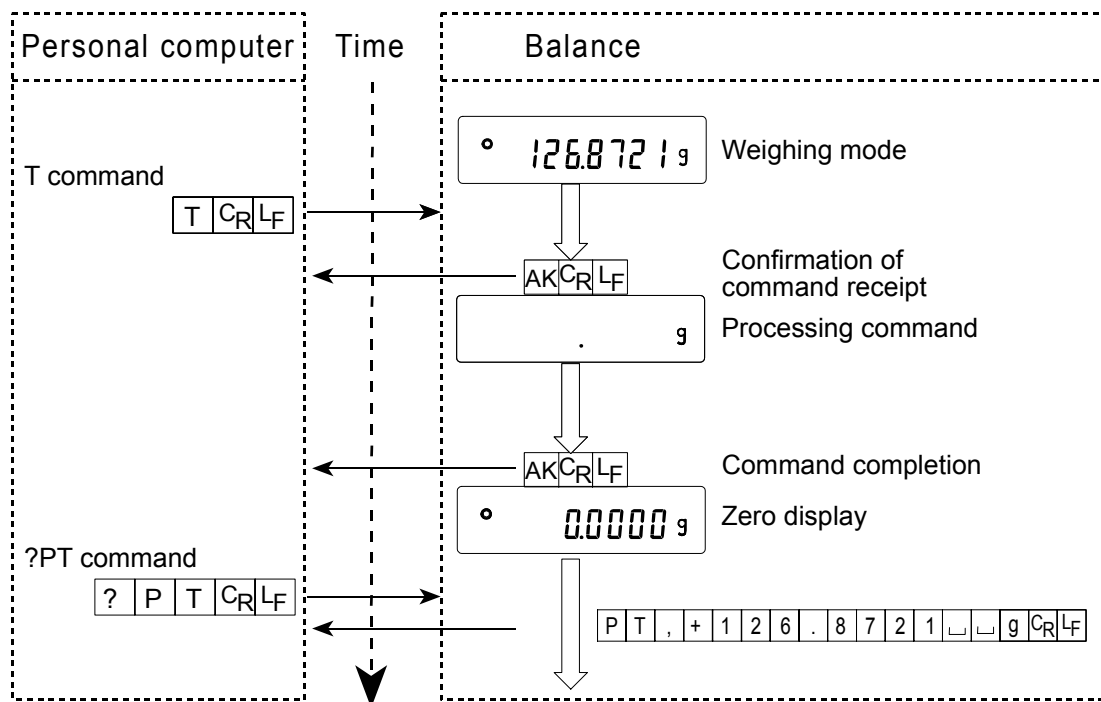 Personal computer Time Balance
126.8721 g Weighing mode
T command
T CR LF
AK CR LF Confirmation of
command receipt
. g Processing command
AK CR LF Command completion
0.0000 g Zero display
?PT command
? P T CR LF
P T , + 1 2 6 . 8 7 2 1 ␣ ␣ g CR LF